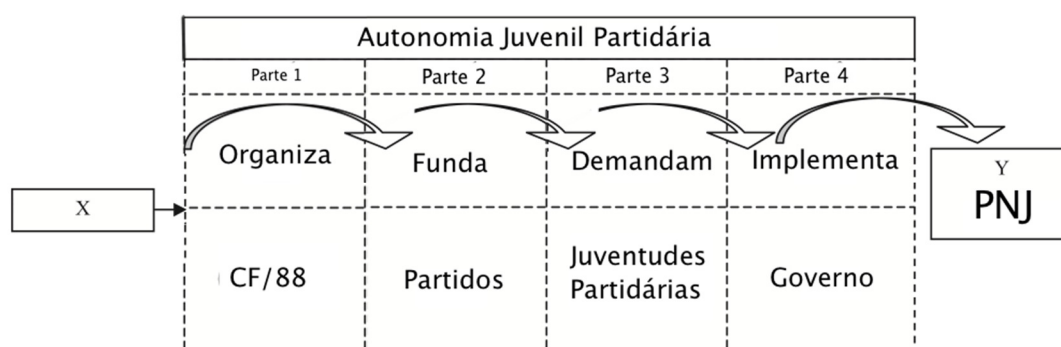 Autonomia Juvenil Partidária
Parte 1 Parte 2 Parte 3 Parte 4
Organiza Funda Demandam Implementa
Y
PNJ
X
CF/88 Partidos Juventudes
Partidárias Governo